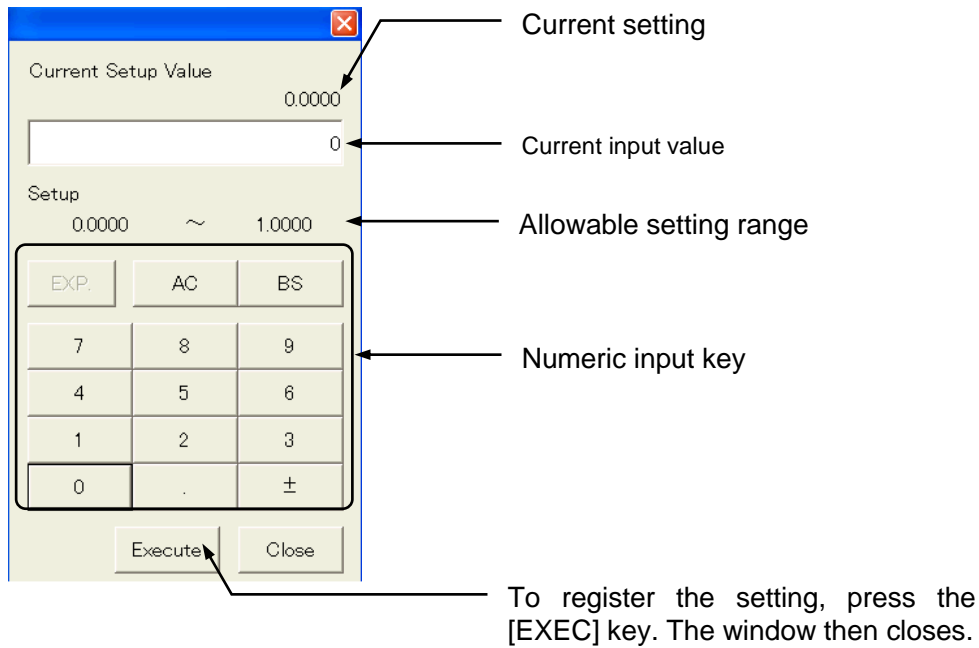 Current setting
Current Setup Value
0.0000
0
Current input value
Setup
0.0000 ～ 1.0000
Allowable setting range
EXP. AC BS
7 8 9
Numeric input key
4 5 6
1 2 3
0 . ±
Execute Close
To register the setting, press the
[EXEC] key. The window then closes.